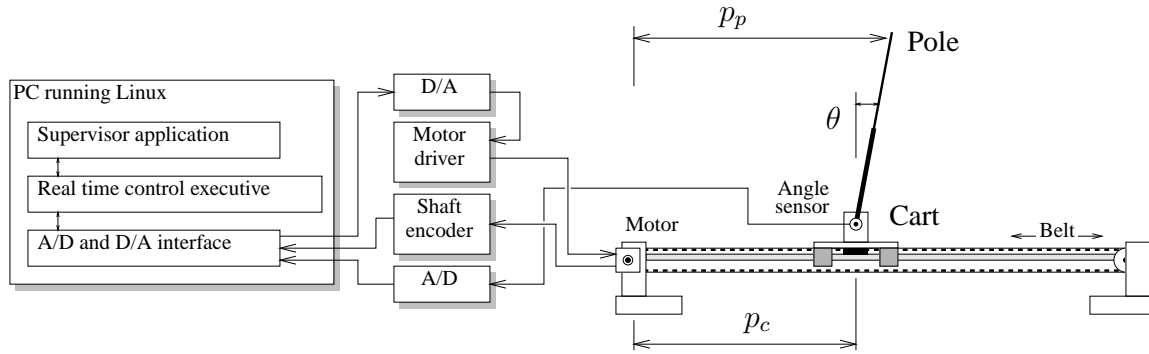 PC running Linux
Supervisor application
Real time control executive
A/D and D/A interface
D/A
Motor
driver
Shaft
encoder
A/D
p_p
Pole
θ
Angle
sensor
Cart
Motor
Belt
p_c